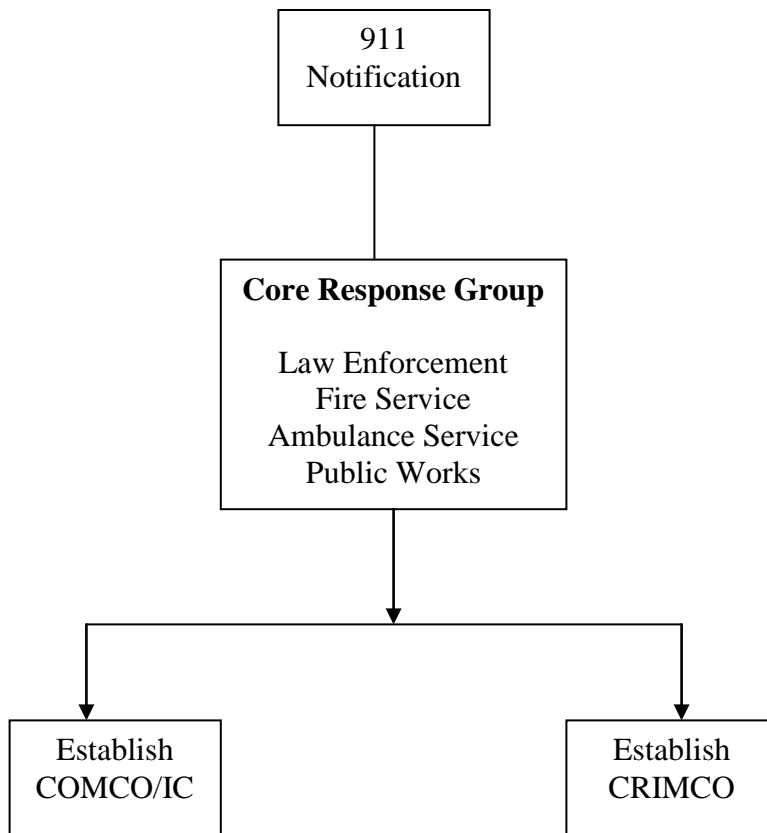 911
Notification
Core Response Group
Law Enforcement
Fire Service
Ambulance Service
Public Works
Establish
COMCO/IC
Establish
CRIMCO